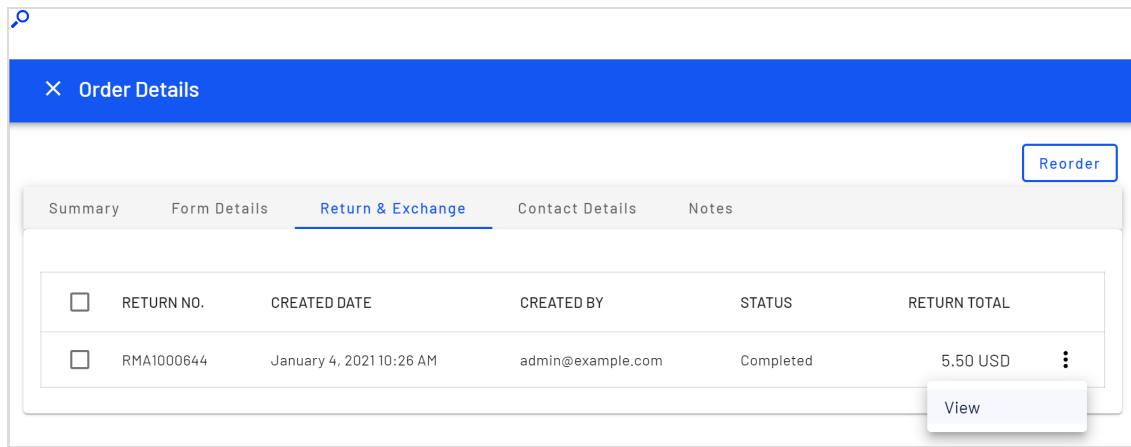 Order Details
Reorder
Summary Form Details Return & Exchange Contact Details Notes
RETURN NO. CREATED DATE CREATED BY STATUS RETURN TOTAL
RMA1000644 January 4, 2021 10:26 AM admin@example.com Completed 5.50 USD
View